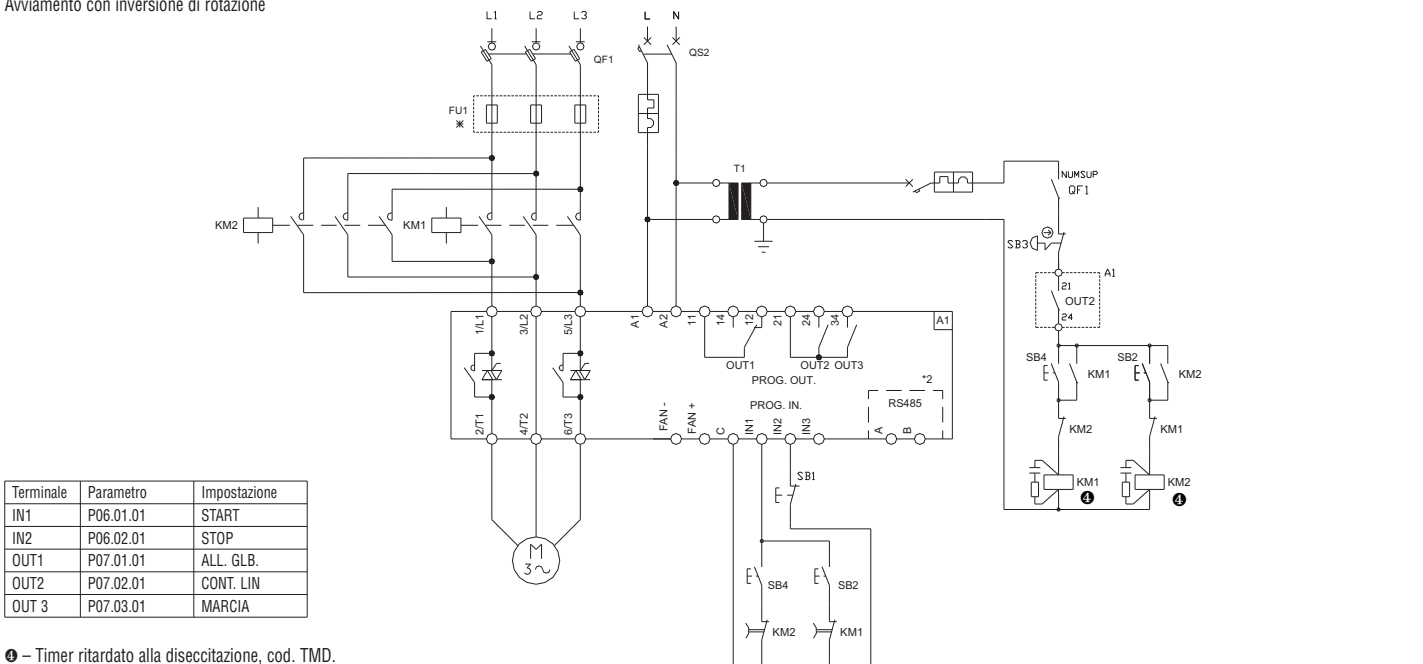 Avviamento con inversione di rotazione
L1 L2 L3 L N
QF1
QS2
FU1
T1
NUMSUP
QF1
KM2
KM1
SB3
A1
21
OUT2
24
1/L1 3/L2 5/L3 A1 A2 11 14 12 21 24 34 A1
OUT1 OUT2 OUT3
PROG. OUT.
*2
PROG. IN.
RS485
2/T1 4/T2 6/T3 FAN - FAN + C IN1 IN2 IN3 A B
SB4 KM1 SB2 KM2
KM2 KM1
KM1 KM2
❹ ❹
SB1
M
3~
SB4 SB2
KM2 KM1
Terminale Parametro Impostazione
IN1 P06.01.01 START
IN2 P06.02.01 STOP
OUT1 P07.01.01 ALL. GLB.
OUT2 P07.02.01 CONT. LIN
OUT 3 P07.03.01 MARCIA
❹ – Timer ritardato alla diseccitazione, cod. TMD.